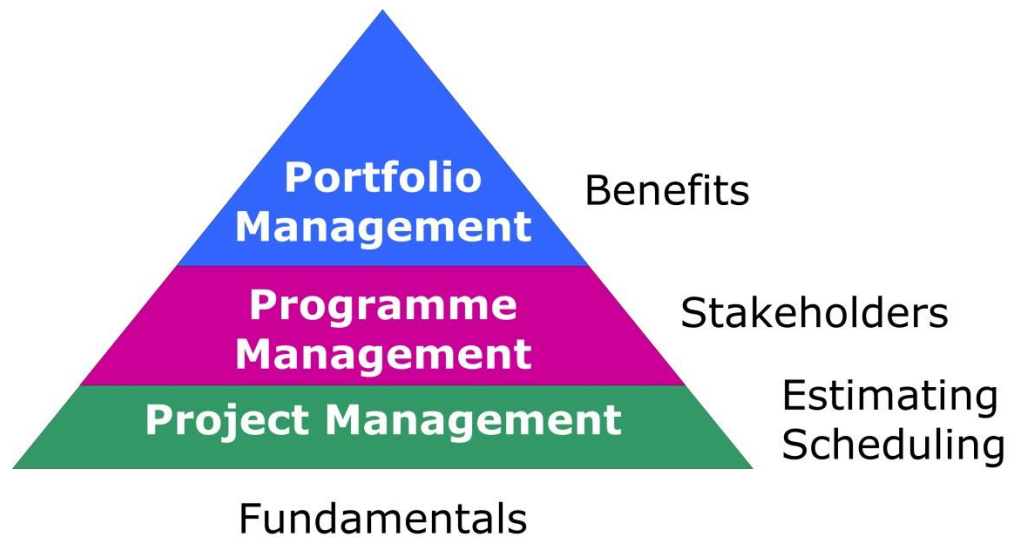 Portfolio
Management
Benefits
Programme
Management
Stakeholders
Project Management
Estimating
Scheduling
Fundamentals